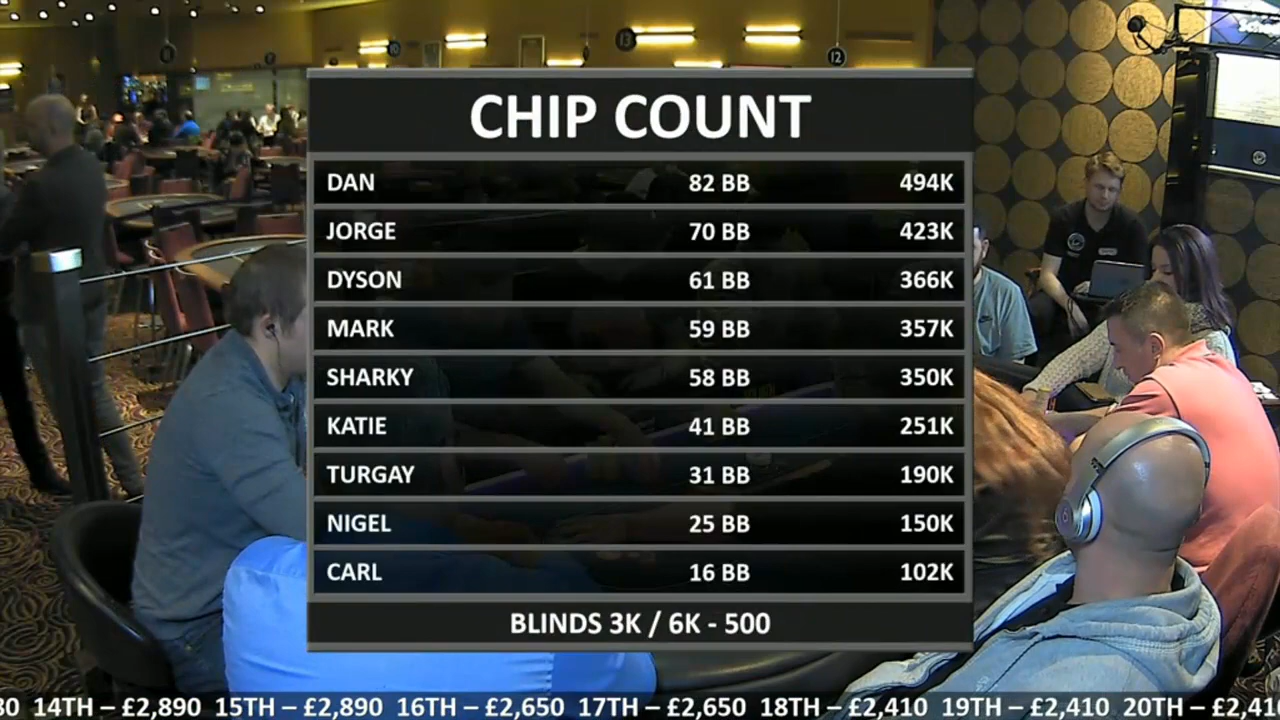 CHIP COUNT
DAN 82 BB 494K
JORGE 70 BB 423K
DYSON 61 BB 366K
MARK 59 BB 357K
SHARKY 58 BB 350K
KATIE 41 BB 251K
TURGAY 31 BB 190K
NIGEL 25 BB 150K
CARL 16 BB 102K
BLINDS 3K / 6K - 500
14TH – £2,890 15TH – £2,890 16TH – £2,650 17TH – £2,650 18TH – £2,410 19TH – £2,410 20TH – £2,41
13
12
10